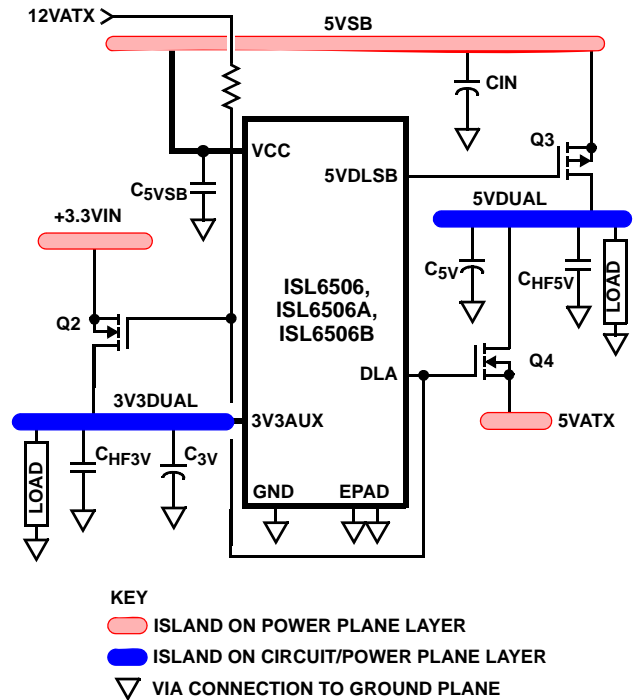 12VATX
5VSB
CIN
Q3
VCC
5VDLSB
C5VSB
5VDUAL
+3.3VIN
C5V
CHF5V
LOAD
ISL6506,
ISL6506A,
ISL6506B
Q2
Q4
DLA
3V3DUAL
3V3AUX
5VATX
CHF3V
C3V
LOAD
GND
EPAD
KEY
ISLAND ON POWER PLANE LAYER
ISLAND ON CIRCUIT/POWER PLANE LAYER
VIA CONNECTION TO GROUND PLANE